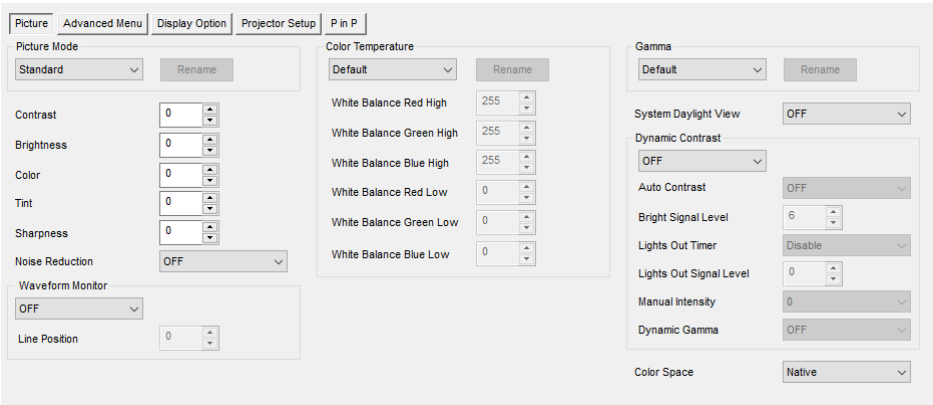 Picture Advanced Menu Display Option Projector Setup P in P
Picture Mode
Standard Rename
Contrast 0
Brightness 0
Color 0
Tint 0
Sharpness 0
Noise Reduction OFF
Waveform Monitor
OFF
Line Position 0
Color Temperature
Default Rename
White Balance Red High 255
White Balance Green High 255
White Balance Blue High 255
White Balance Red Low 0
White Balance Green Low 0
White Balance Blue Low 0
Gamma
Default Rename
System Daylight View OFF
Dynamic Contrast
OFF
Auto Contrast OFF
Bright Signal Level 6
Lights Out Timer Disable
Lights Out Signal Level 0
Manual Intensity 0
Dynamic Gamma OFF
Color Space Native